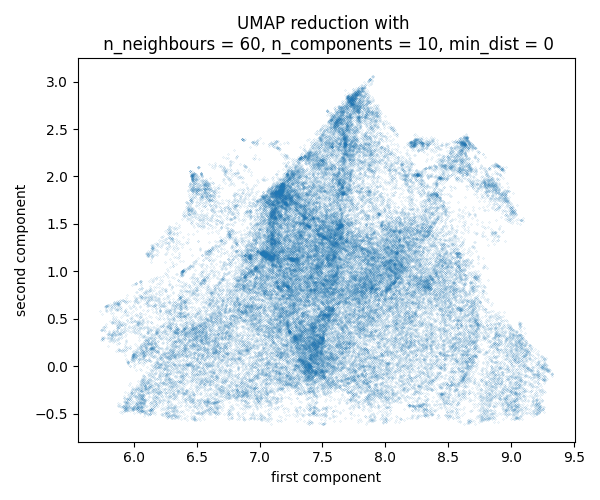 UMAP reduction with
n_neighbours = 60, n_components = 10, min_dist = 0
3.0
2.5
2.0
1.5
1.0
0.5
0.0
−0.5
second component
6.0 6.5 7.0 7.5 8.0 8.5 9.0 9.5
first component